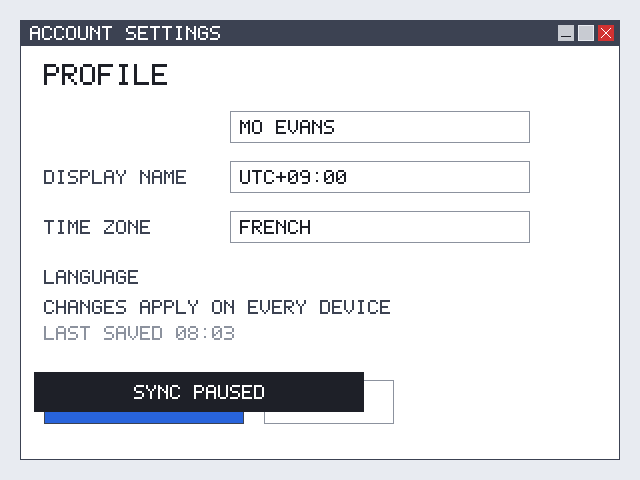 ACCOUNT SETTINGS
PROFILE
MO EVANS
DISPLAY NAME UTC+09:00
TIME ZONE FRENCH
LANGUAGE
CHANGES APPLY ON EVERY DEVICE
LAST SAVED 08:03
SYNC PAUSED